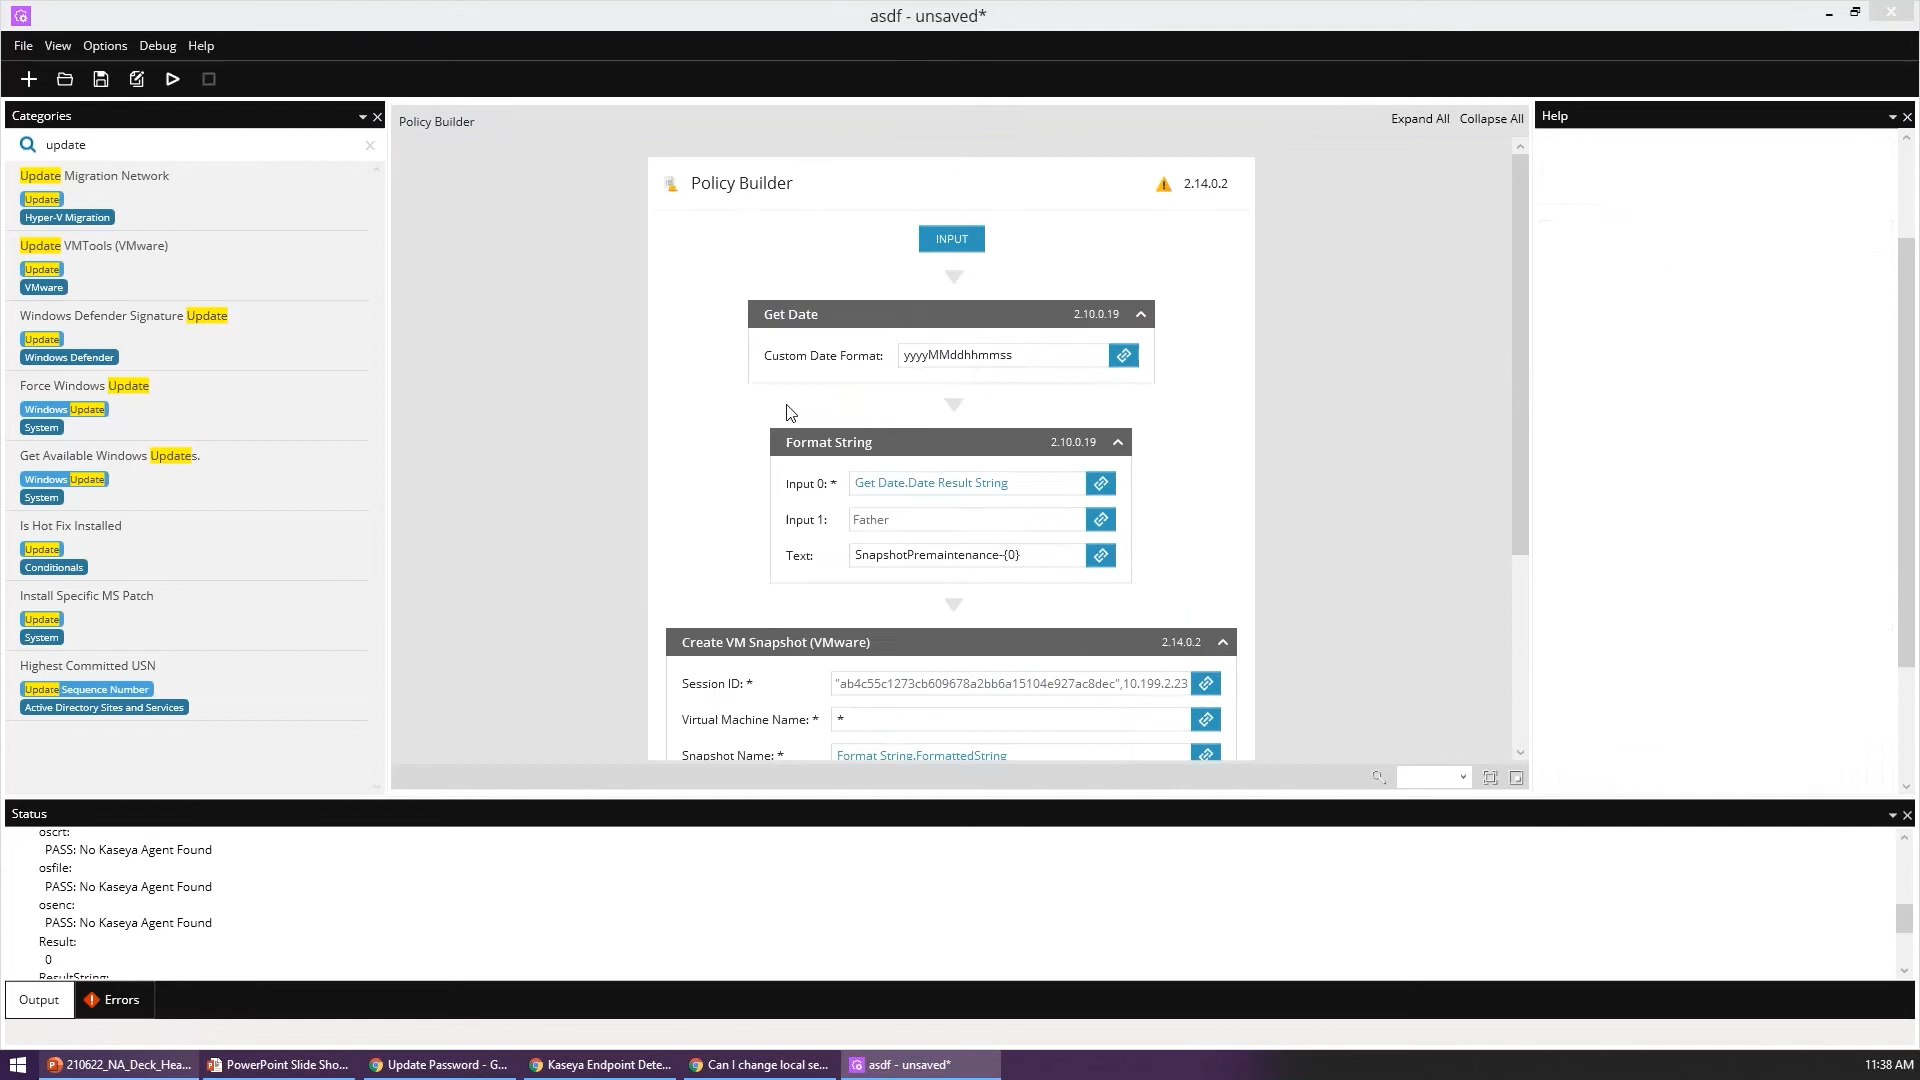 asdf - unsaved*
File View Options Debug Help
Categories
update
Update Migration Network
Update
Hyper-V Migration
Update VMTools (VMware)
Update
VMware
Windows Defender Signature Update
Update
Windows Defender
Force Windows Update
Windows Update
System
Get Available Windows Updates.
Windows Update
System
Is Hot Fix Installed
Update
Conditionals
Install Specific MS Patch
Update
System
Highest Committed USN
Update Sequence Number
Active Directory Sites and Services
Policy Builder
Expand All Collapse All
Policy Builder
2.14.0.2
INPUT
Get Date 2.10.0.19
Custom Date Format: yyyyMMddhhmmss
Format String 2.10.0.19
Input 0: * Get Date.Date Result String
Input 1: Father
Text: SnapshotPremaintenance-{0}
Create VM Snapshot (VMware) 2.14.0.2
Session ID: * "ab4c55c1273cb609678a2bb6a15104e927ac8dec",10.199.2.23
Virtual Machine Name: * *
Snapshot Name: * Format String.FormattedString
Help
Status
oscrt:
PASS: No Kaseya Agent Found
osfile:
PASS: No Kaseya Agent Found
osenc:
PASS: No Kaseya Agent Found
Result:
0
ResultString:
Output Errors
210622_NA_Deck_Hea... PowerPoint Slide Sho... Update Password - G... Kaseya Endpoint Dete... Can I change local se... asdf - unsaved* 11:38 AM